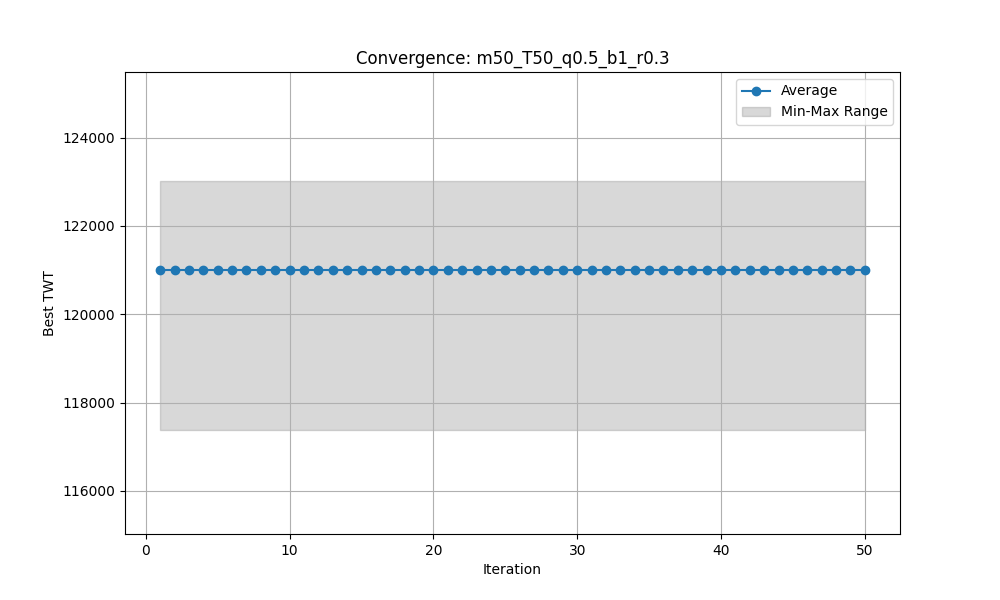 Convergence: m50_T50_q0.5_b1_r0.3
Average
Min-Max Range
124000
122000
120000
118000
116000
Best TWT
0 10 20 30 40 50
Iteration